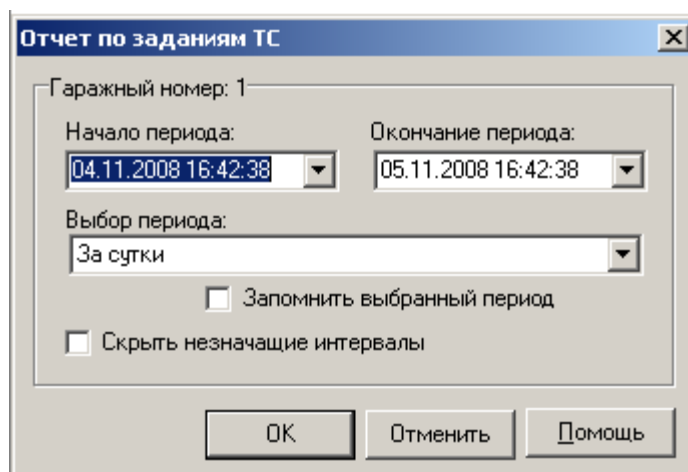 Отчет по заданиям ТС
Гаражный номер: 1
Начало периода: Окончание периода:
04.11.2008 16:42:38 05.11.2008 16:42:38
Выбор периода:
За сутки
Запомнить выбранный период
Скрыть незначащие интервалы
OK Отменить Помощь